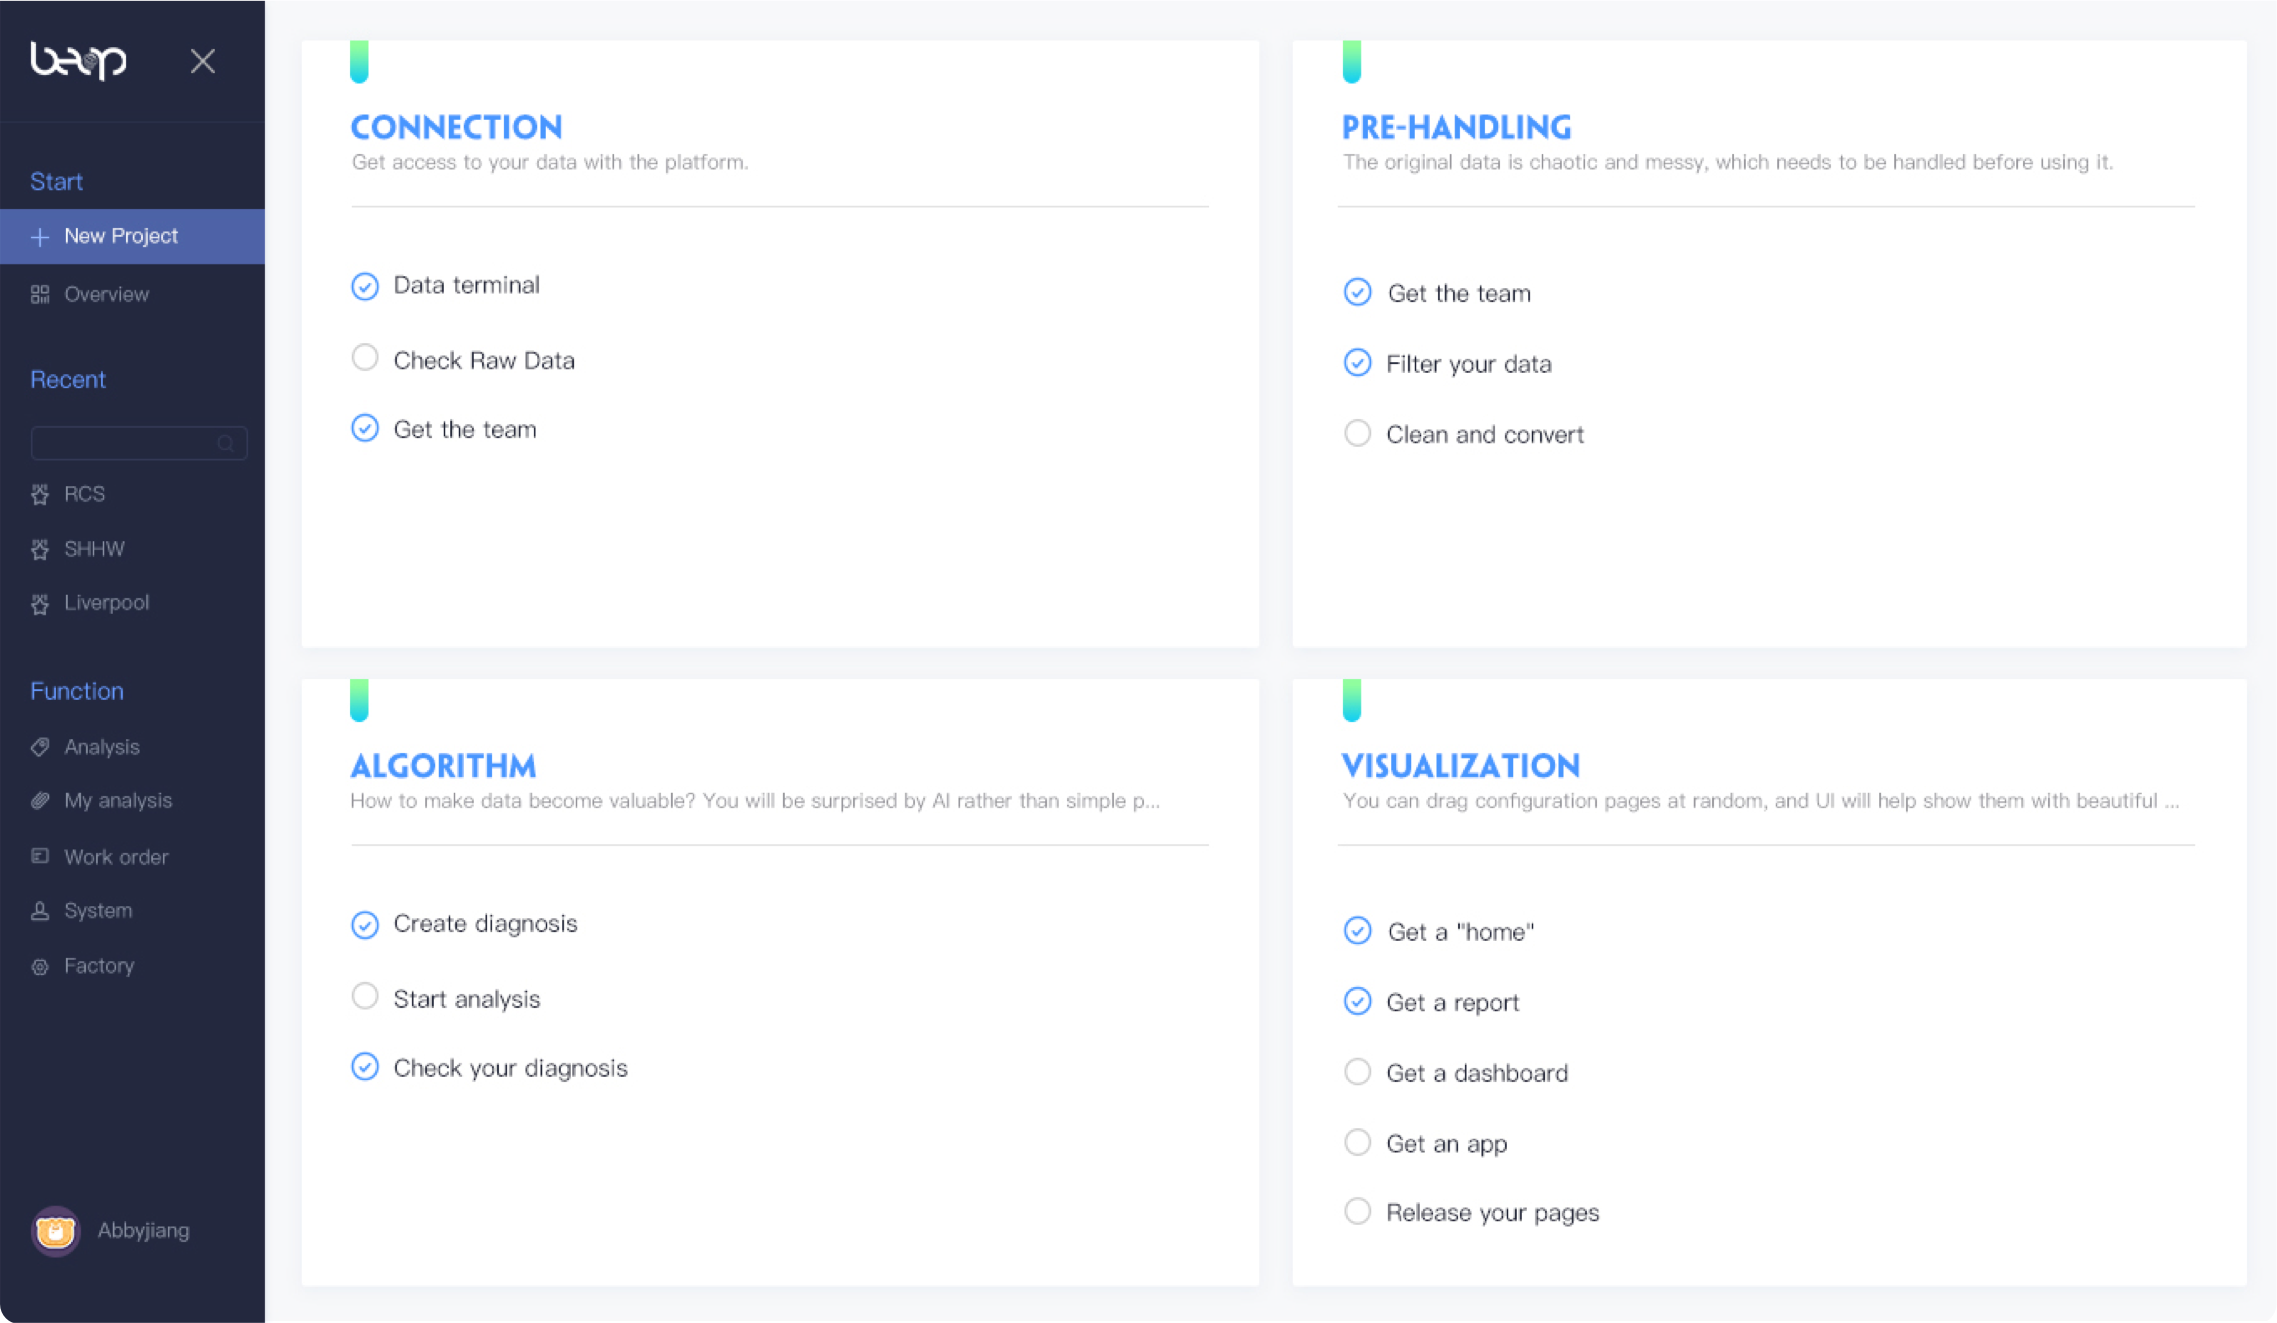 beop
Start
New Project
Overview
Recent
RCS
SHHW
Liverpool
Function
Analysis
My analysis
Work order
System
Factory
Abbyjiang
CONNECTION
Get access to your data with the platform.
Data terminal
Check Raw Data
Get the team
PRE-HANDLING
The original data is chaotic and messy, which needs to be handled before using it.
Get the team
Filter your data
Clean and convert
ALGORITHM
How to make data become valuable? You will be surprised by AI rather than simple p...
Create diagnosis
Start analysis
Check your diagnosis
VISUALIZATION
You can drag configuration pages at random, and UI will help show them with beautiful ...
Get a "home"
Get a report
Get a dashboard
Get an app
Release your pages